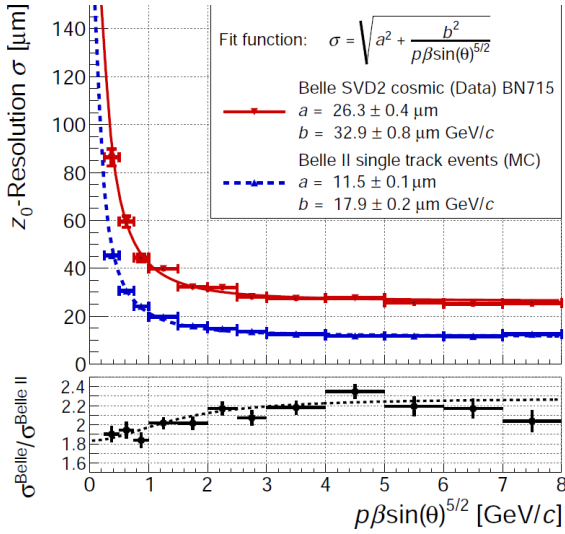 z₀-Resolution σ [μm]
140
120
100
80
60
40
20
0
Fit function: σ = √(a² + b²/(pβsin(θ)^5/2))
Belle SVD2 cosmic (Data) BN715
a = 26.3 ± 0.4 μm
b = 32.9 ± 0.8 μm GeV/c
Belle II single track events (MC)
a = 11.5 ± 0.1 μm
b = 17.9 ± 0.2 μm GeV/c
σ^Belle/σ^Belle II
2.4
2.2
2
1.8
1.6
0 1 2 3 4 5 6 7 8
pβsin(θ)^5/2 [GeV/c]